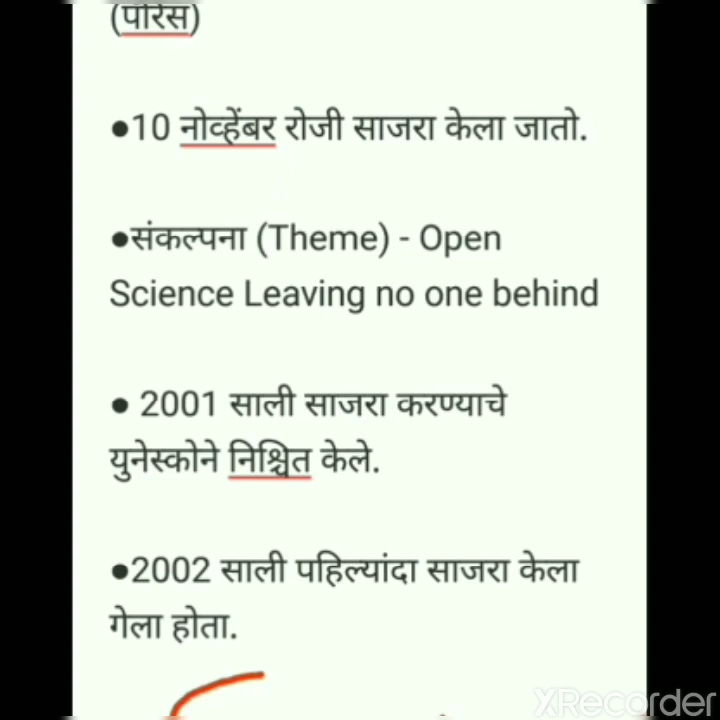 (परिस)
●10 नोव्हेंबर रोजी साजरा केला जातो.
●संकल्पना (Theme) - Open
Science Leaving no one behind
● 2001 साली साजरा करण्याचे
युनेस्कोने निश्चित केले.
●2002 साली पहिल्यांदा साजरा केला
गेला होता.
XRecorder